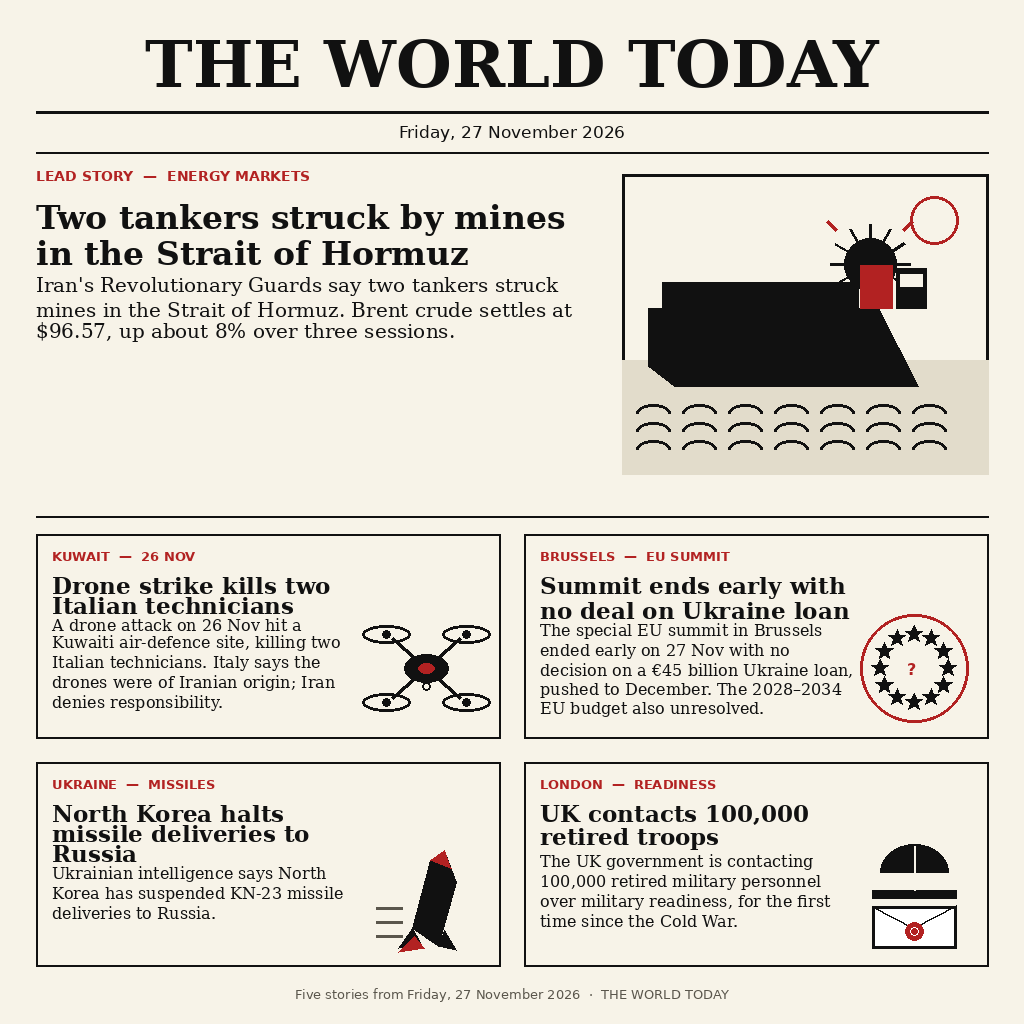 THE WORLD TODAY
Friday, 27 November 2026
LEAD STORY — ENERGY MARKETS
Two tankers struck by mines
in the Strait of Hormuz
Iran's Revolutionary Guards say two tankers struck
mines in the Strait of Hormuz. Brent crude settles at
$96.57, up about 8% over three sessions.
KUWAIT — 26 NOV
Drone strike kills two
Italian technicians
A drone attack on 26 Nov hit a
Kuwaiti air-defence site, killing two
Italian technicians. Italy says the
drones were of Iranian origin; Iran
denies responsibility.
BRUSSELS — EU SUMMIT
Summit ends early with
no deal on Ukraine loan
The special EU summit in Brussels
ended early on 27 Nov with no
decision on a €45 billion Ukraine loan,
pushed to December. The 2028–2034
EU budget also unresolved.
?
UKRAINE — MISSILES
North Korea halts
missile deliveries to
Russia
Ukrainian intelligence says North
Korea has suspended KN-23 missile
deliveries to Russia.
LONDON — READINESS
UK contacts 100,000
retired troops
The UK government is contacting
100,000 retired military personnel
over military readiness, for the first
time since the Cold War.
Five stories from Friday, 27 November 2026 · THE WORLD TODAY